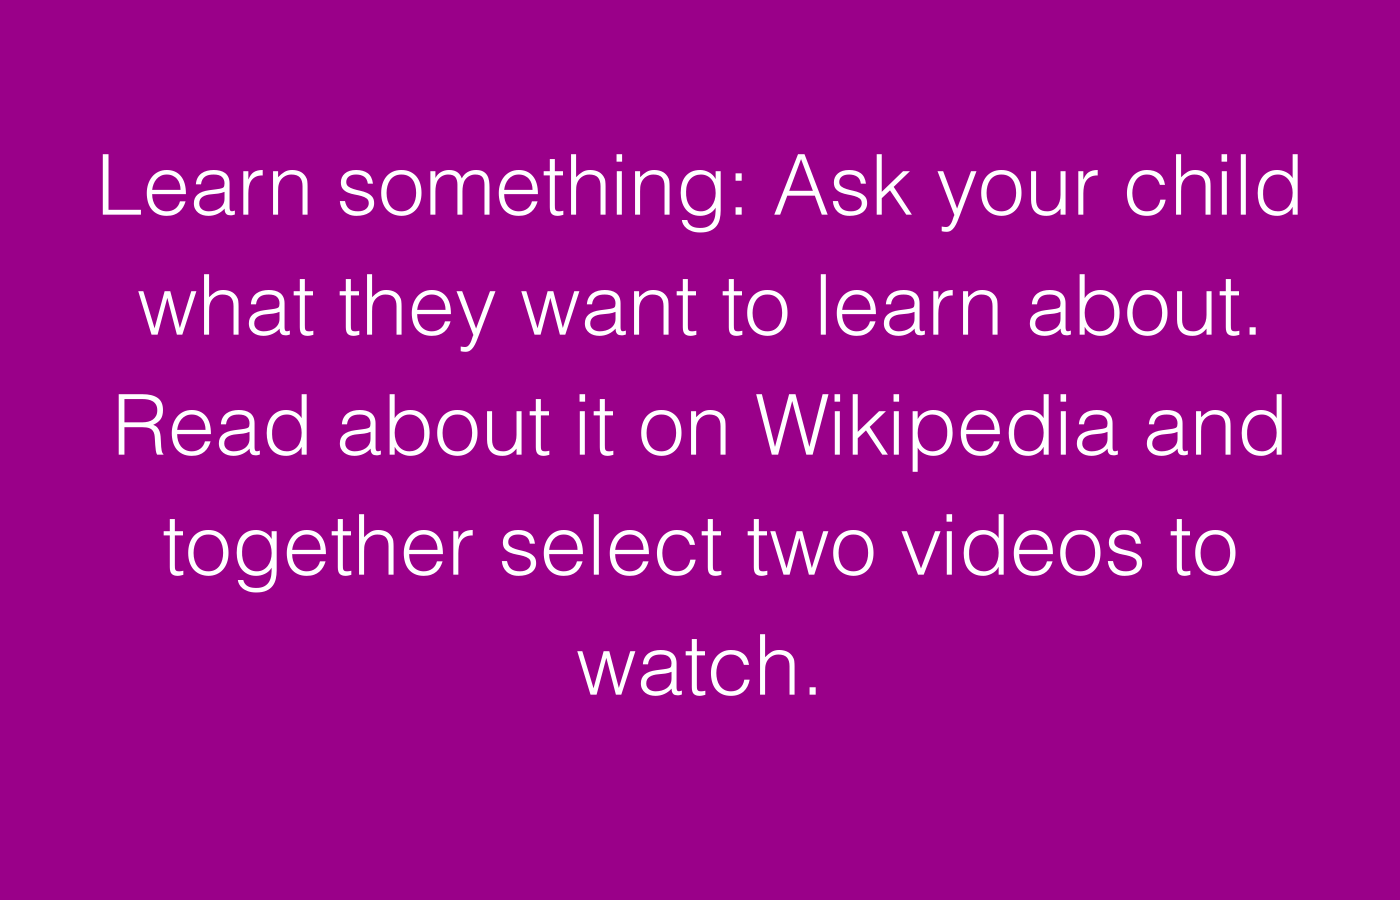 Learn something: Ask your child
what they want to learn about.
Read about it on Wikipedia and
together select two videos to
watch.